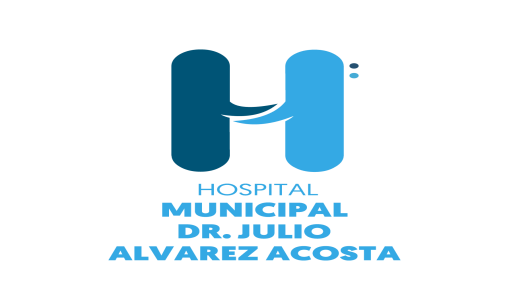 HOSPITAL
MUNICIPAL
DR. JULIO
ALVAREZ ACOSTA